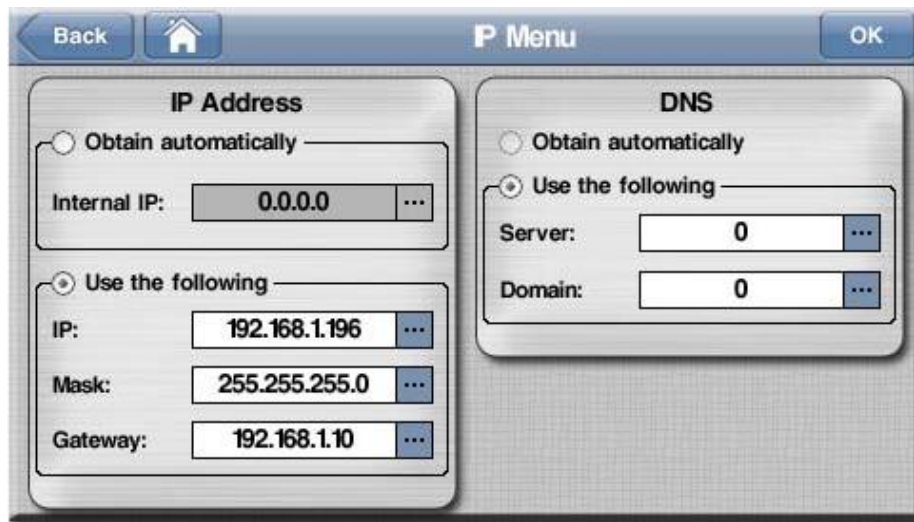 Back
IP Menu
OK
IP Address
Obtain automatically
Internal IP: 0.0.0.0 ...
Use the following
IP: 192.168.1.196 ...
Mask: 255.255.255.0 ...
Gateway: 192.168.1.10 ...
DNS
Obtain automatically
Use the following
Server: 0 ...
Domain: 0 ...